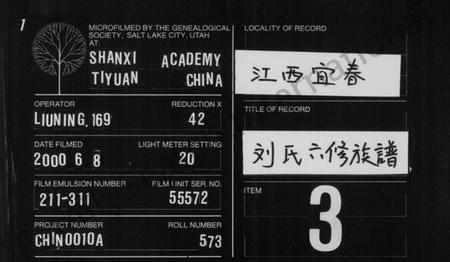 1
MICROFILMED BY THE GENEALOGICAL
SOCIETY, SALT LAKE CITY, UTAH
AT:
SHANXI ACADEMY
TIYUAN CHINA
OPERATOR
LIUNING,169
REDUCTION X
42
DATE FILMED
2000 6 8
LIGHT METER SETTING
20
FILM EMULSION NUMBER
211-311
FILM UNIT SER. NO.
55572
PROJECT NUMBER
CHIN0010A
ROLL NUMBER
573
LOCALITY OF RECORD
江西宜春
TITLE OF RECORD
刘氏六修族譜
ITEM
3